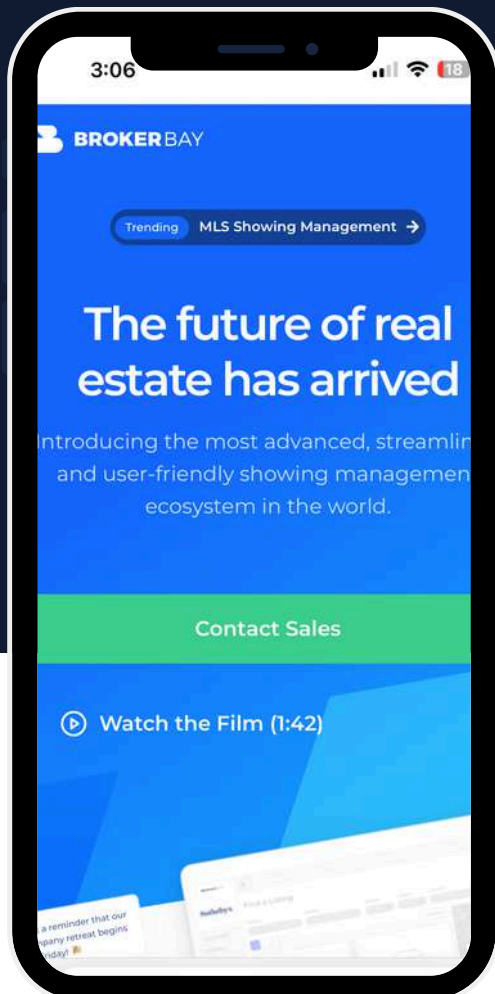 3:06
18
BROKERBAY
Trending MLS Showing Management →
The future of real
estate has arrived
Introducing the most advanced, streamlin
and user-friendly showing managemen
ecosystem in the world.
Contact Sales
Watch the Film (1:42)
Sotheby's
Find a Listing
a reminder that our
pany retreat begins
riday!